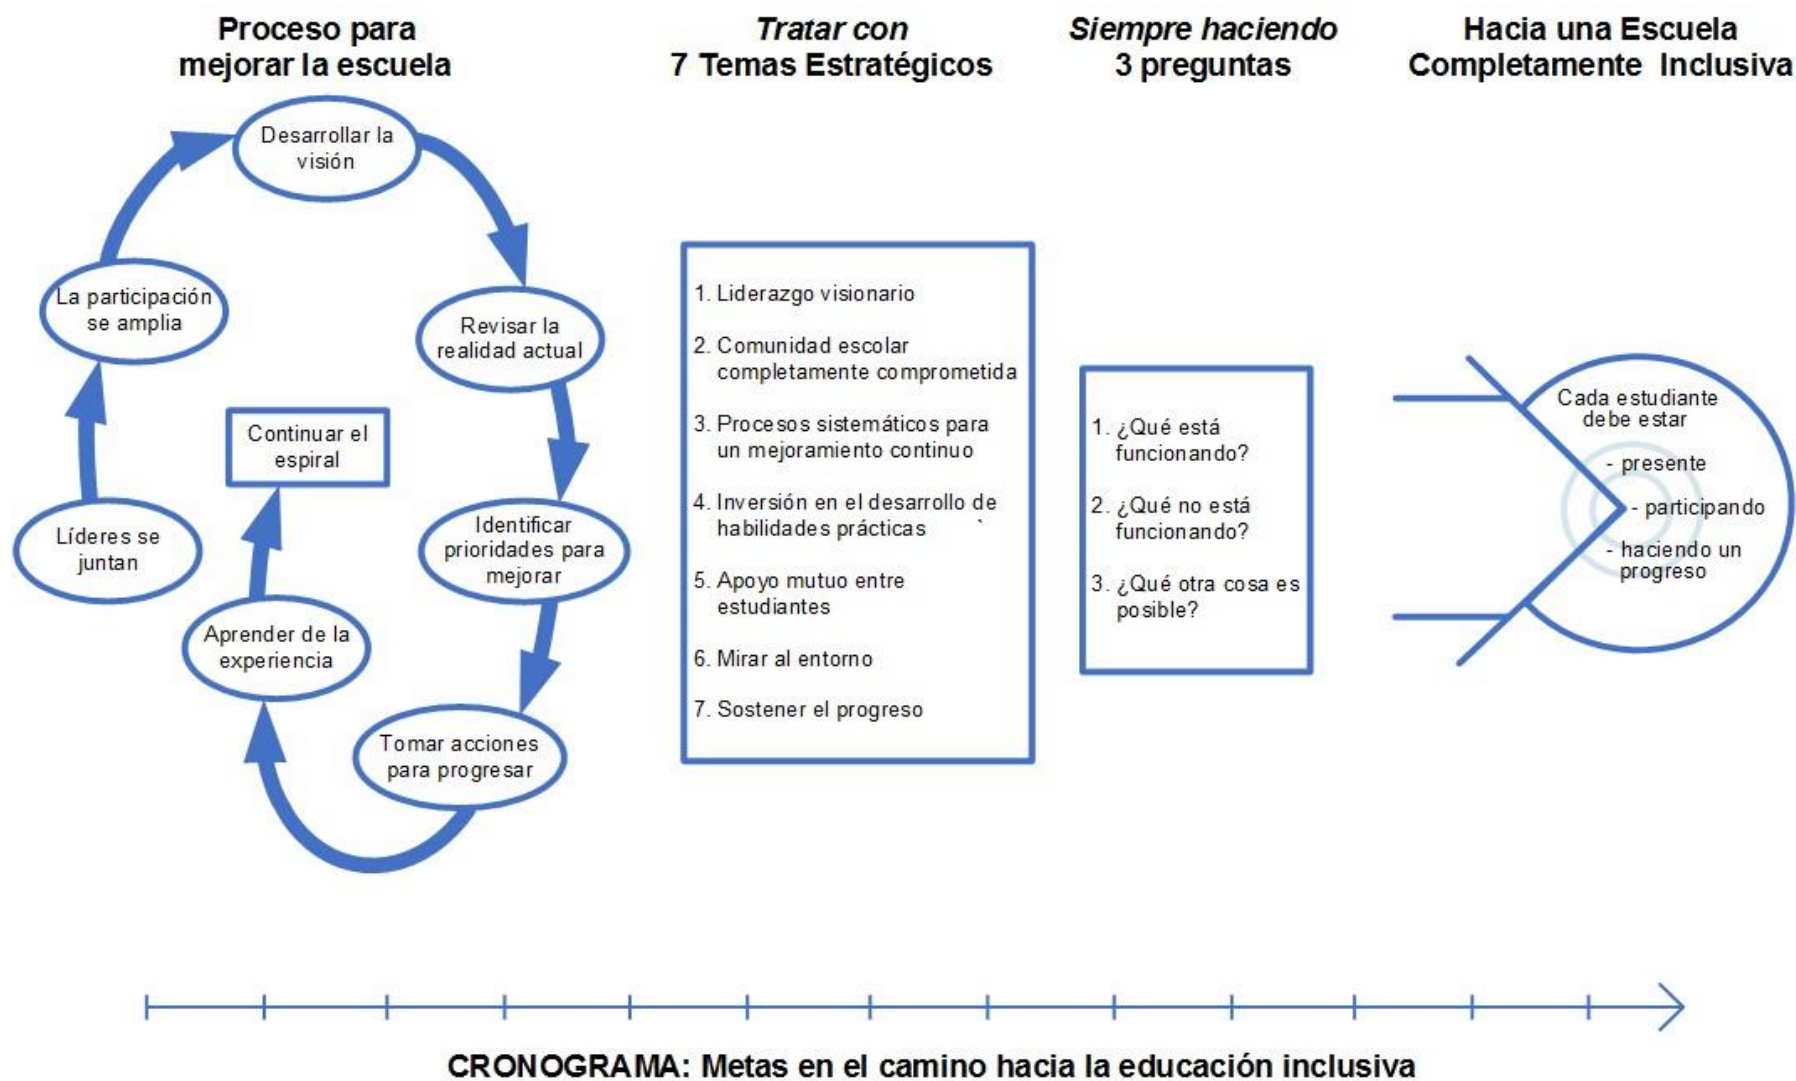 Proceso para
mejorar la escuela
Desarrollar la
visión
La participación
se amplia
Revisar la
realidad actual
Continuar el
espiral
Líderes se
juntan
Identificar
prioridades para
mejorar
Aprender de la
experiencia
Tomar acciones
para progresar
Tratar con
7 Temas Estratégicos
1. Liderazgo visionario
2. Comunidad escolar
completamente comprometida
3. Procesos sistemáticos para
un mejoramiento continuo
4. Inversión en el desarrollo de
habilidades prácticas
5. Apoyo mutuo entre
estudiantes
6. Mirar al entorno
7. Sostener el progreso
Siempre haciendo
3 preguntas
1. ¿Qué está
funcionando?
2. ¿Qué no está
funcionando?
3. ¿Qué otra cosa es
posible?
Hacia una Escuela
Completamente Inclusiva
Cada estudiante
debe estar
- presente
- participando
- haciendo un
progreso
CRONOGRAMA: Metas en el camino hacia la educación inclusiva